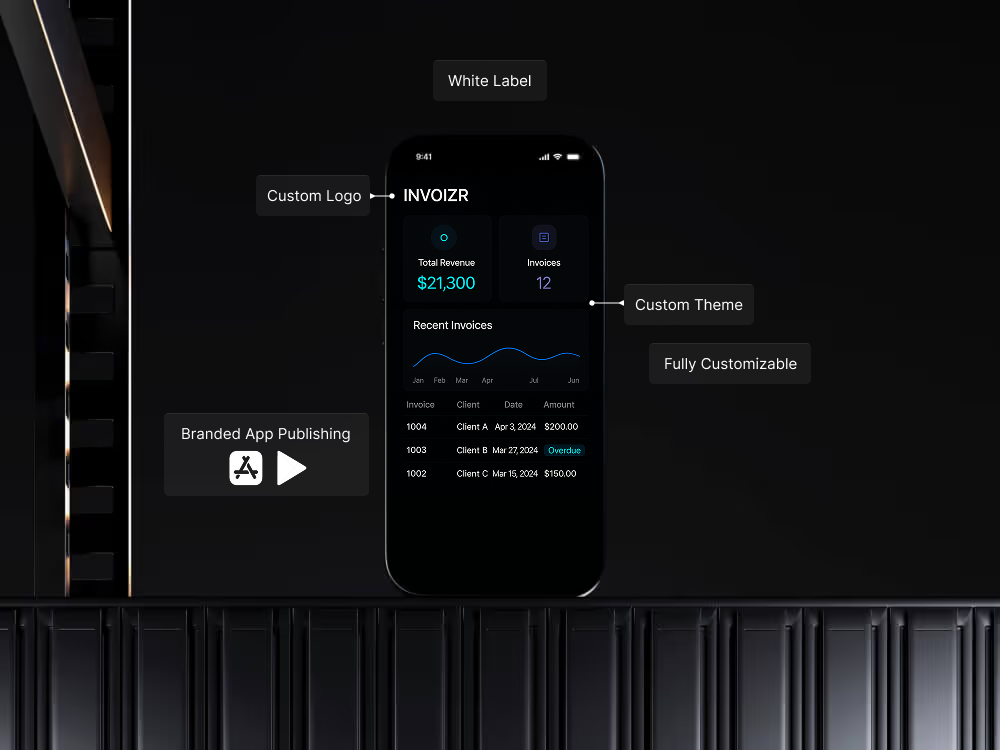 White Label
9:41
Custom Logo
INVOIZR
Total Revenue
$21,300
Invoices
12
Custom Theme
Recent Invoices
Jan Feb Mar Apr Jul Jun
Fully Customizable
Invoice Client Date Amount
1004 Client A Apr 3, 2024 $200.00
Branded App Publishing
1003 Client B Mar 27, 2024 Overdue
1002 Client C Mar 15, 2024 $150.00